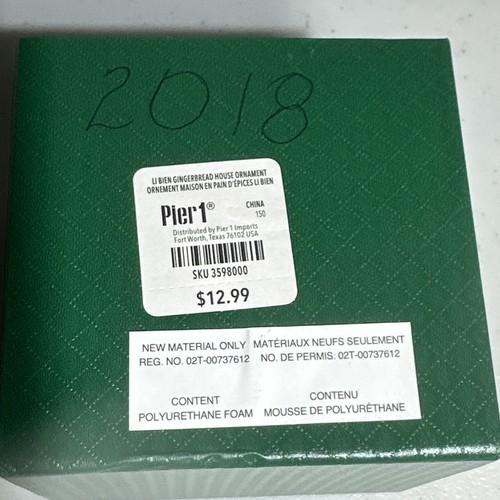 2018
LI BIEN GINGERBREAD HOUSE ORNAMENT
ORNEMENT MAISON EN PAIN D'ÉPICES LI BIEN
Pier1® CHINA
150
Distributed by Pier 1 Imports
Fort Worth, Texas 76102 USA
SKU 3598000
$12.99
NEW MATERIAL ONLY MATÉRIAUX NEUFS SEULEMENT
REG. NO. 02T-00737612 NO. DE PERMIS: 02T-00737612
CONTENT CONTENU
POLYURETHANE FOAM MOUSSE DE POLYURÉTHANE